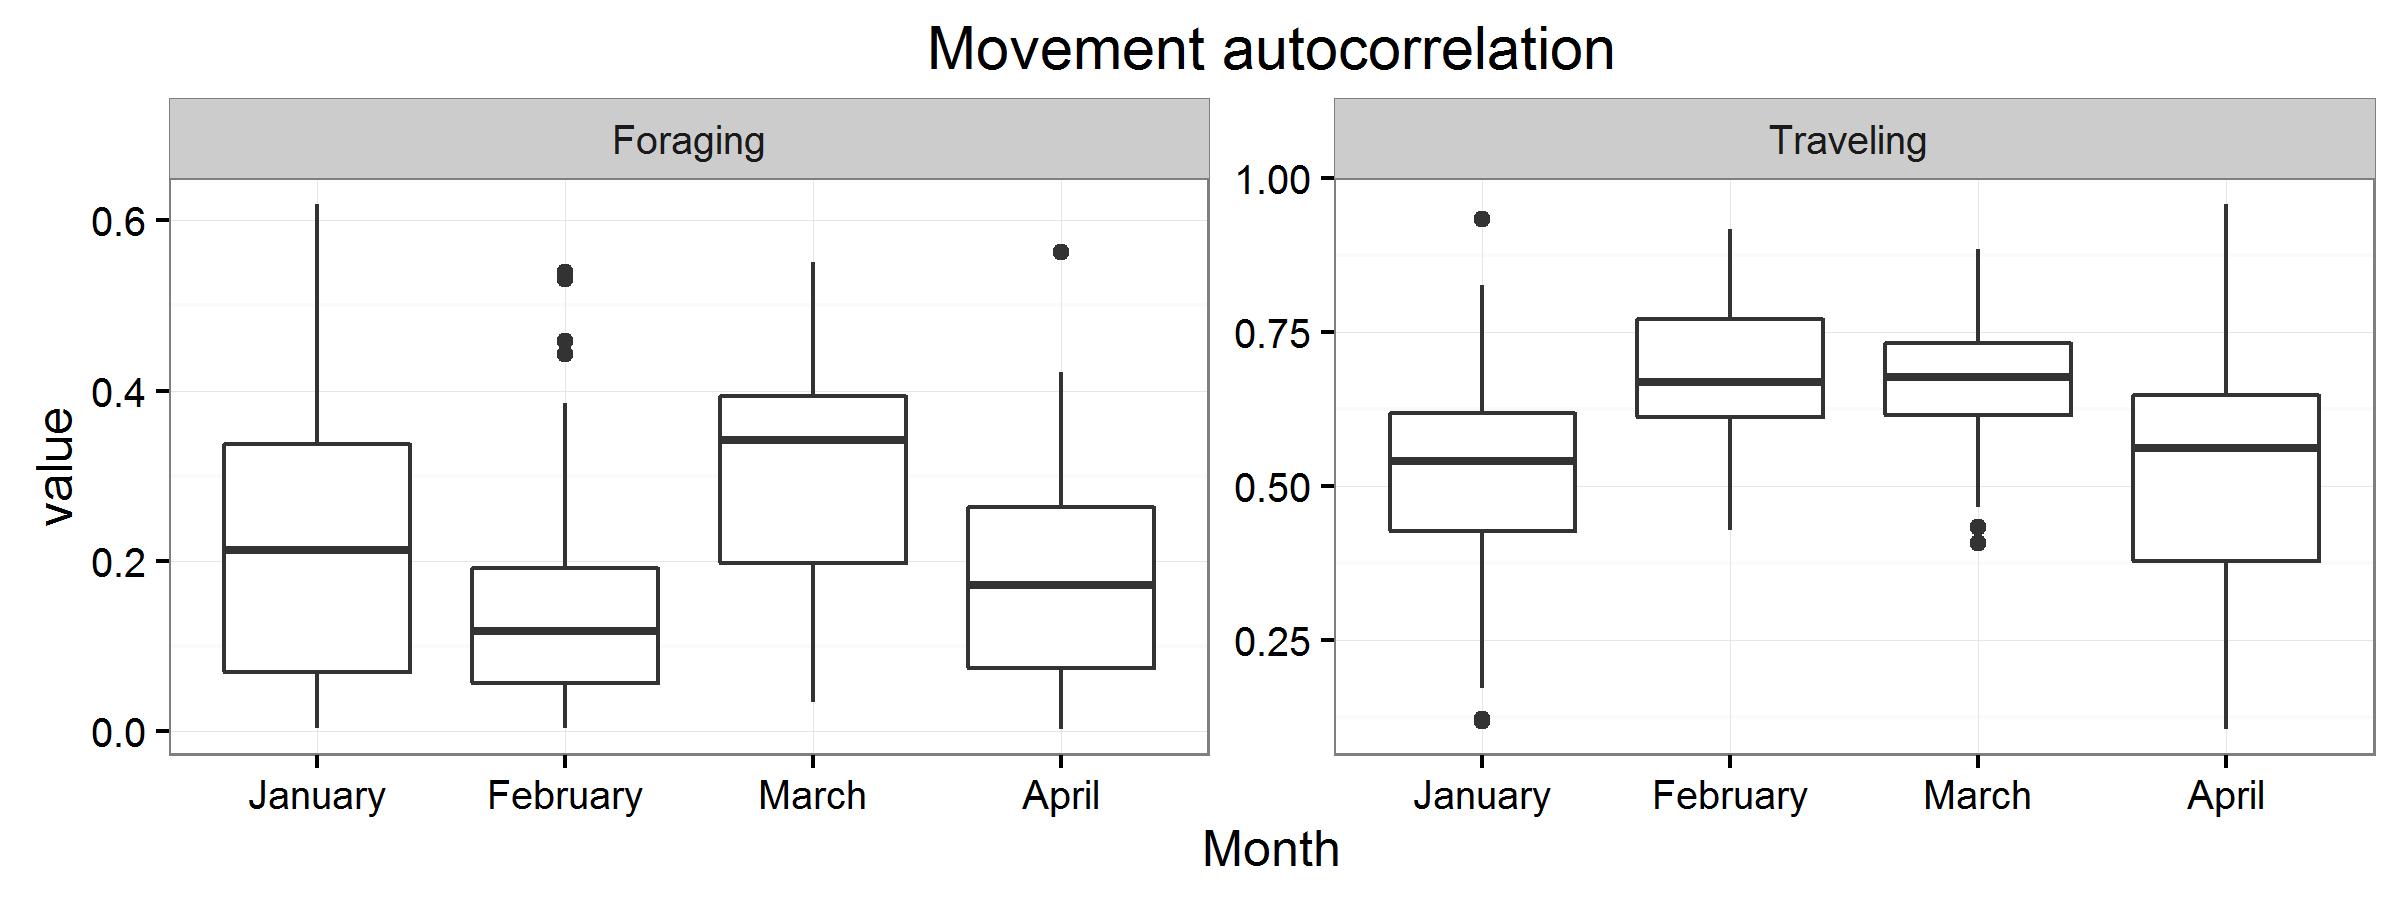 Movement autocorrelation
Foraging
Traveling
value
0.6
0.4
0.2
0.0
1.00
0.75
0.50
0.25
January February March April
January February March April
Month